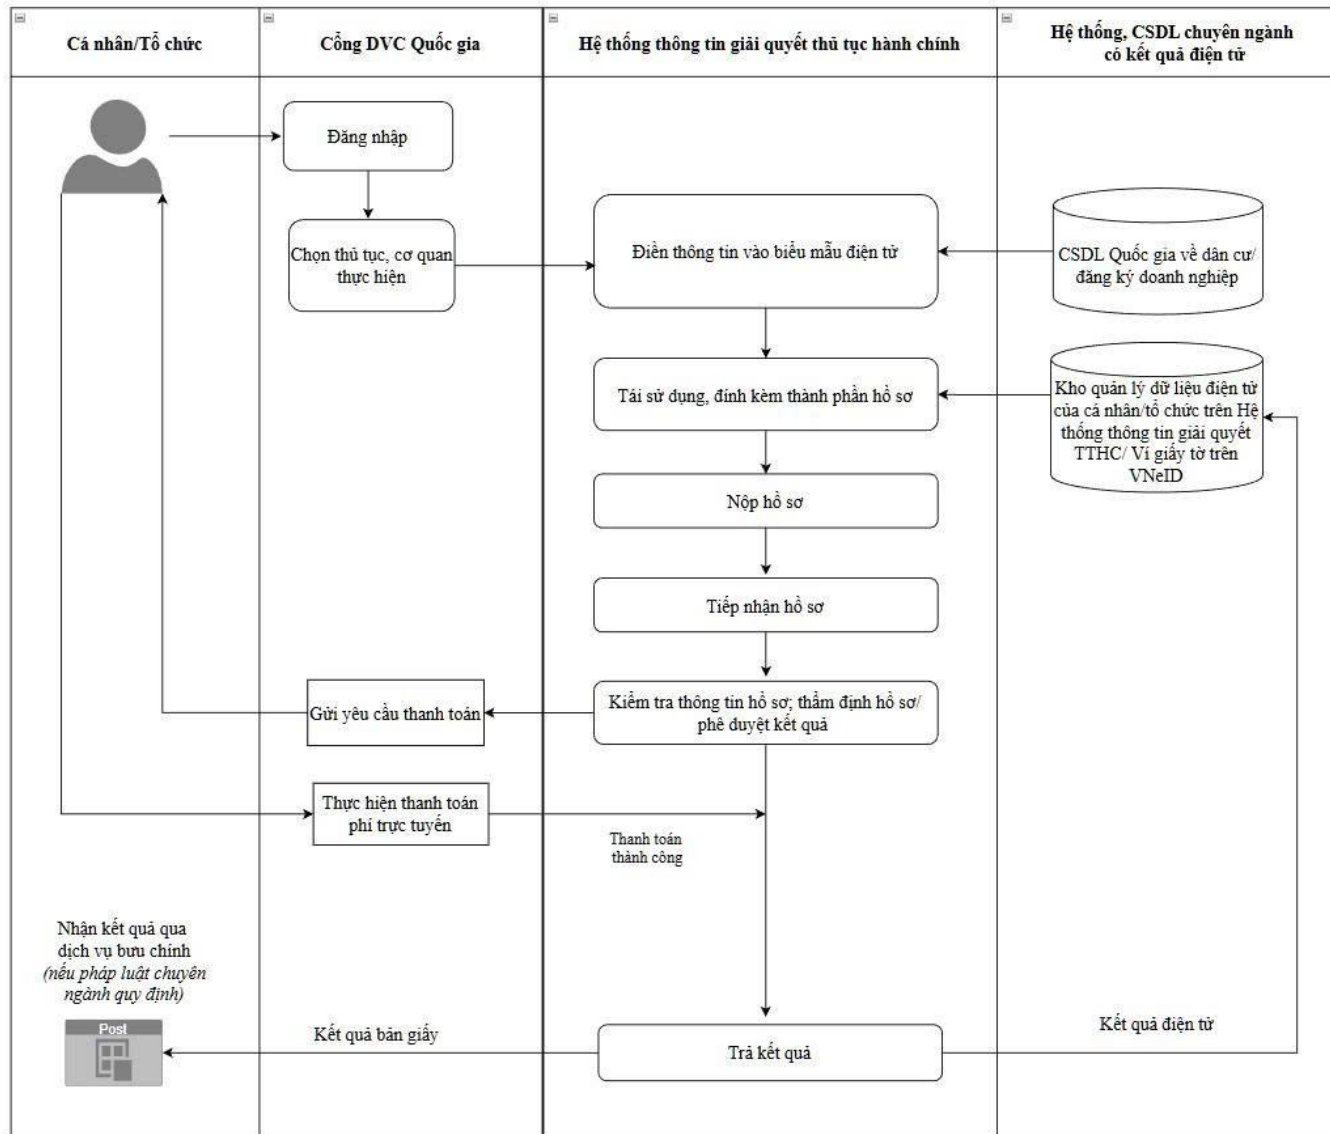 Cá nhân/Tổ chức
Cổng DVC Quốc gia
Hệ thống thông tin giải quyết thủ tục hành chính
Hệ thống, CSDL chuyên ngành
có kết quả điện tử
Đăng nhập
Chọn thủ tục, cơ quan
thực hiện
Điền thông tin vào biểu mẫu điện tử
CSDL Quốc gia về dân cư/
đăng ký doanh nghiệp
Tái sử dụng, đính kèm thành phần hồ sơ
Kho quản lý dữ liệu điện tử
của cá nhân/tổ chức trên Hệ
thống thông tin giải quyết
TTHC/ Ví giấy tờ trên
VNeID
Nộp hồ sơ
Tiếp nhận hồ sơ
Kiểm tra thông tin hồ sơ; thẩm định hồ sơ/
phê duyệt kết quả
Gửi yêu cầu thanh toán
Thực hiện thanh toán
phí trực tuyến
Thanh toán
thành công
Nhận kết quả qua
dịch vụ bưu chính
(nếu pháp luật chuyên
ngành quy định)
Post
Kết quả bản giấy
Trả kết quả
Kết quả điện tử